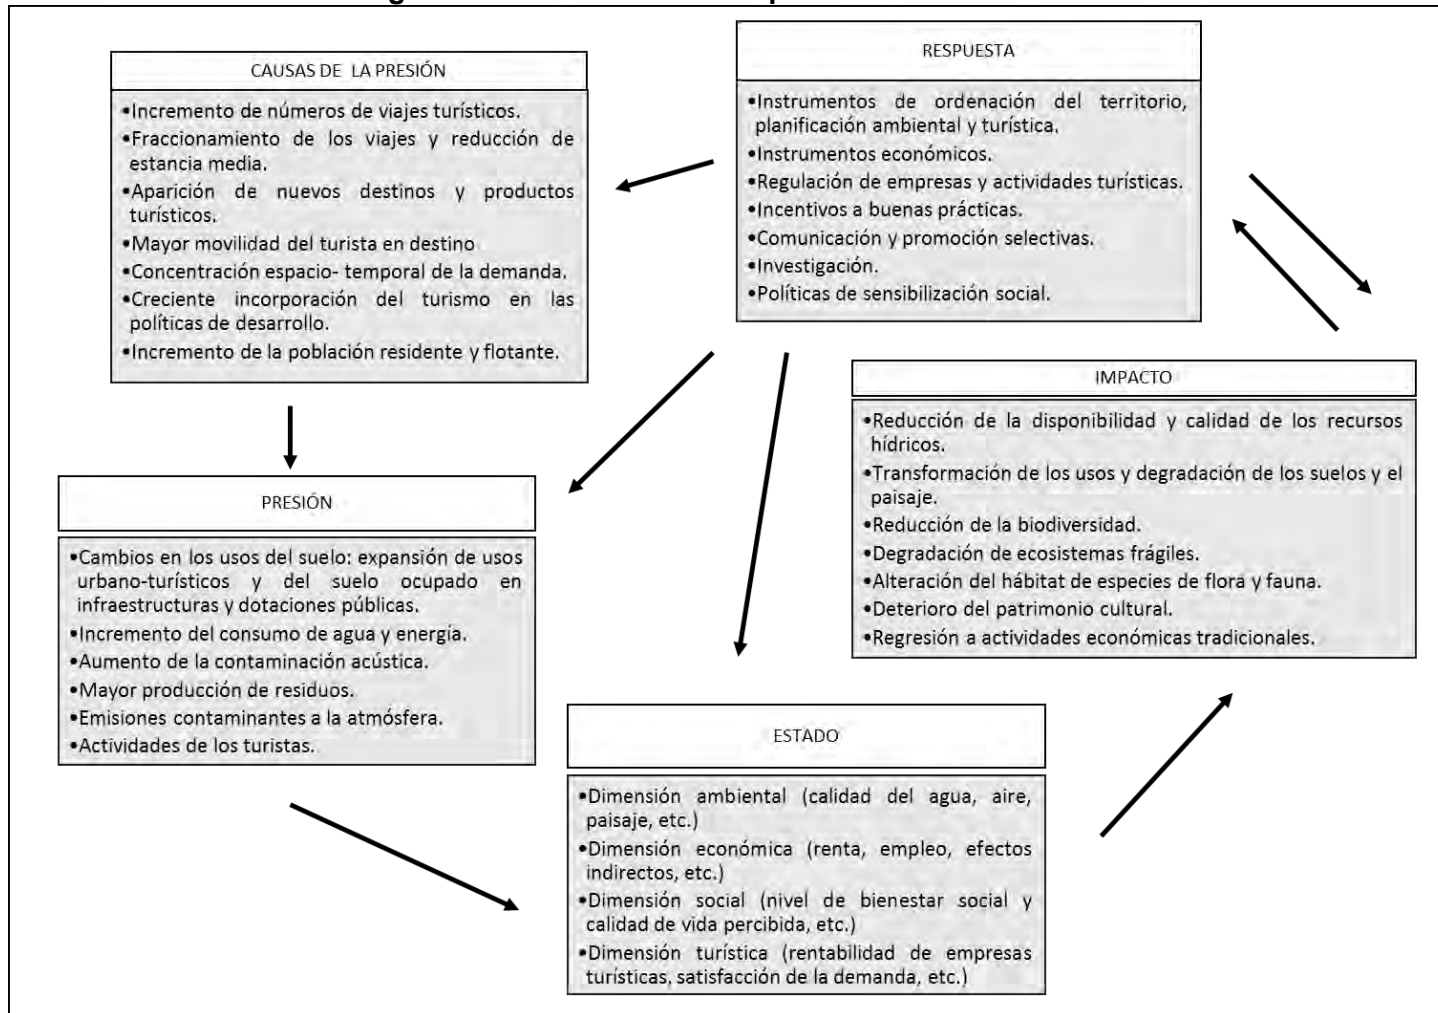 CAUSAS DE LA PRESIÓN
•Incremento de números de viajes turísticos.
•Fraccionamiento de los viajes y reducción de
estancia media.
•Aparición de nuevos destinos y productos
turísticos.
•Mayor movilidad del turista en destino
•Concentración espacio- temporal de la demanda.
•Creciente incorporación del turismo en las
políticas de desarrollo.
•Incremento de la población residente y flotante.
RESPUESTA
•Instrumentos de ordenación del territorio,
planificación ambiental y turística.
•Instrumentos económicos.
•Regulación de empresas y actividades turísticas.
•Incentivos a buenas prácticas.
•Comunicación y promoción selectivas.
•Investigación.
•Políticas de sensibilización social.
IMPACTO
•Reducción de la disponibilidad y calidad de los recursos
hídricos.
•Transformación de los usos y degradación de los suelos y el
paisaje.
•Reducción de la biodiversidad.
•Degradación de ecosistemas frágiles.
•Alteración del hábitat de especies de flora y fauna.
•Deterioro del patrimonio cultural.
•Regresión a actividades económicas tradicionales.
PRESIÓN
•Cambios en los usos del suelo: expansión de usos
urbano-turísticos y del suelo ocupado en
infraestructuras y dotaciones públicas.
•Incremento del consumo de agua y energía.
•Aumento de la contaminación acústica.
•Mayor producción de residuos.
•Emisiones contaminantes a la atmósfera.
•Actividades de los turistas.
ESTADO
•Dimensión ambiental (calidad del agua, aire,
paisaje, etc.)
•Dimensión económica (renta, empleo, efectos
indirectos, etc.)
•Dimensión social (nivel de bienestar social y
calidad de vida percibida, etc.)
•Dimensión turística (rentabilidad de empresas
turísticas, satisfacción de la demanda, etc.)